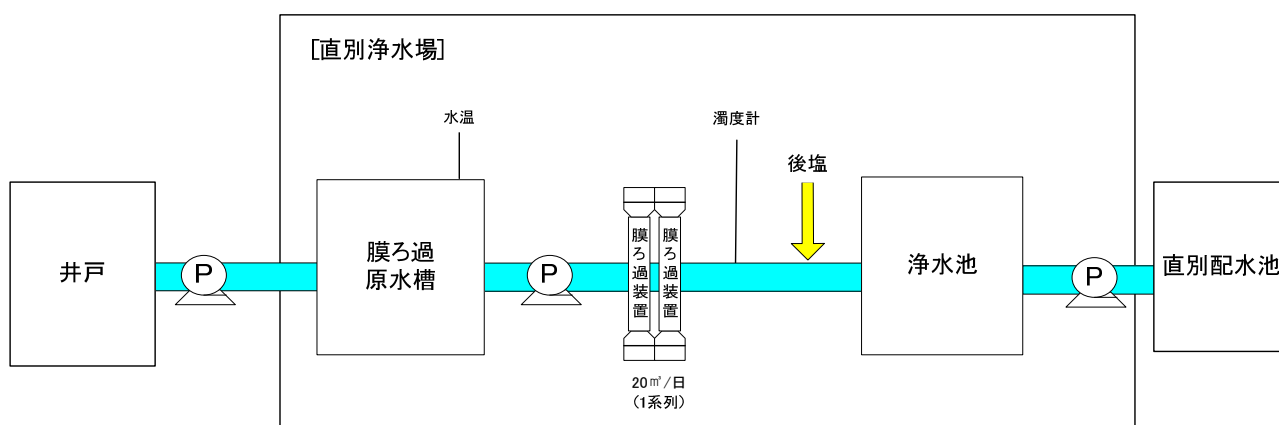 [直別浄水場]
水温
濁度計
後塩
井戸
P
膜ろ過
原水槽
P
膜ろ過装置
膜ろ過装置
浄水池
P
直別配水池
20㎥/日
(1系列)